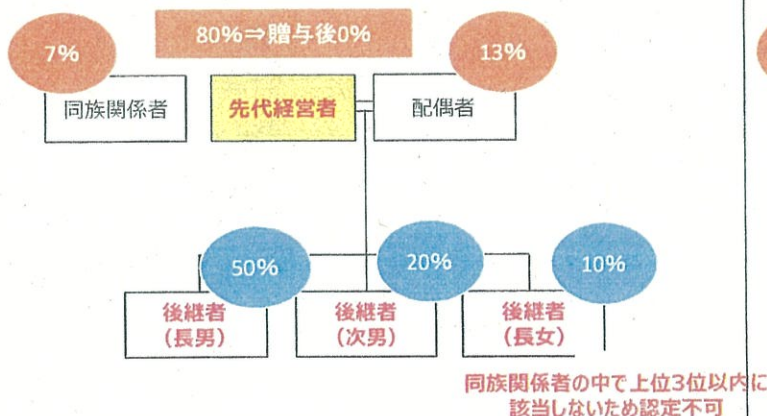 80%⇒贈与後0%
7%
13%
同族関係者
先代経営者
配偶者
50%
20%
10%
後継者
（長男）
後継者
（次男）
後継者
（長女）
同族関係者の中で上位3位以内に
該当しないため認定不可